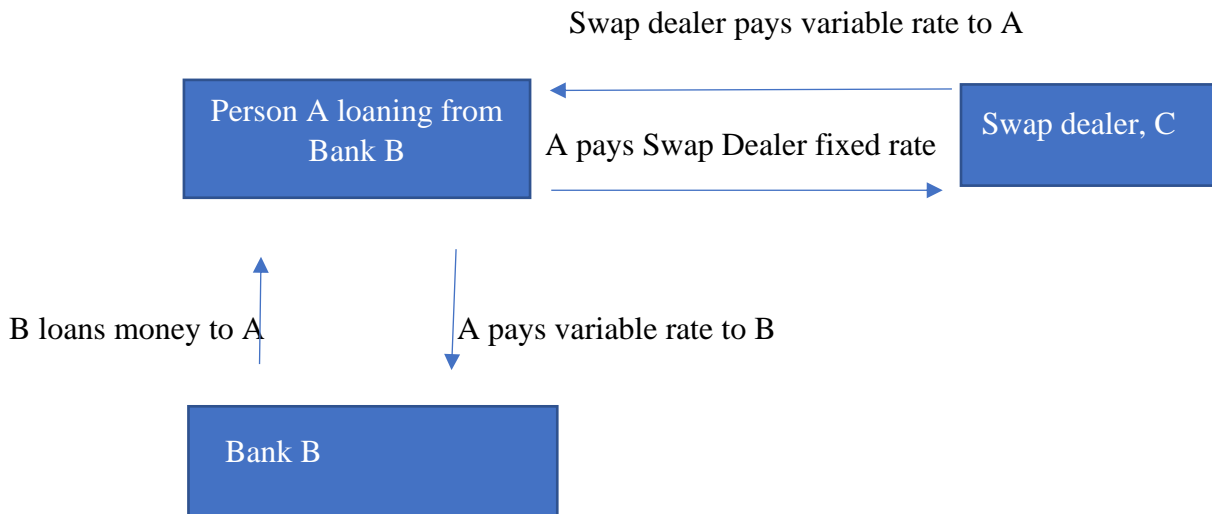 Swap dealer pays variable rate to A
Person A loaning from
Bank B
Swap dealer, C
A pays Swap Dealer fixed rate
B loans money to A
A pays variable rate to B
Bank B